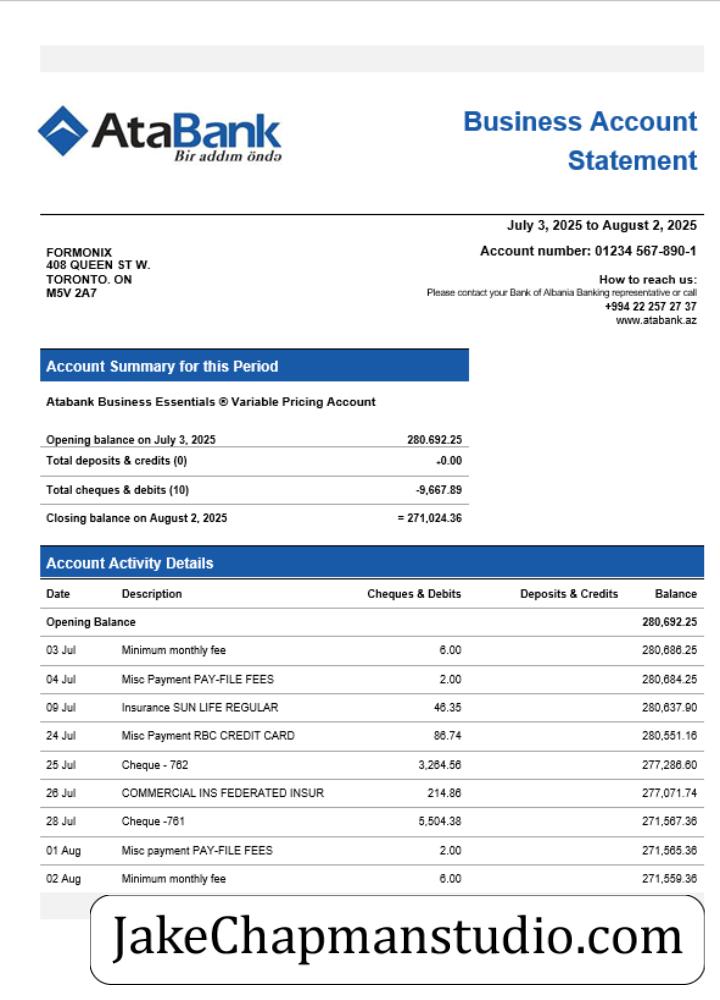 AtaBank
Bir addım öndə
Business Account
Statement
July 3, 2025 to August 2, 2025
FORMONIX
408 QUEEN ST W.
TORONTO. ON
M5V 2A7
Account number: 01234 567-890-1
How to reach us:
Please contact your Bank of Albania Banking representative or call
+994 22 257 27 37
www.atabank.az
Account Summary for this Period
Atabank Business Essentials ® Variable Pricing Account
Opening balance on July 3, 2025 280.692.25
Total deposits & credits (0) -0.00
Total cheques & debits (10) -9,667.89
Closing balance on August 2, 2025 = 271,024.36
Account Activity Details
Date Description Cheques & Debits Deposits & Credits Balance
Opening Balance 280,692.25
03 Jul Minimum monthly fee 6.00 280,686.25
04 Jul Misc Payment PAY-FILE FEES 2.00 280,684.25
09 Jul Insurance SUN LIFE REGULAR 46.35 280,637.90
24 Jul Misc Payment RBC CREDIT CARD 86.74 280,551.16
25 Jul Cheque - 762 3,264.56 277,286.60
26 Jul COMMERCIAL INS FEDERATED INSUR 214.86 277,071.74
28 Jul Cheque -761 5,504.38 271,567.36
01 Aug Misc payment PAY-FILE FEES 2.00 271,565.36
02 Aug Minimum monthly fee 6.00 271,559.36
JakeChapmanstudio.com